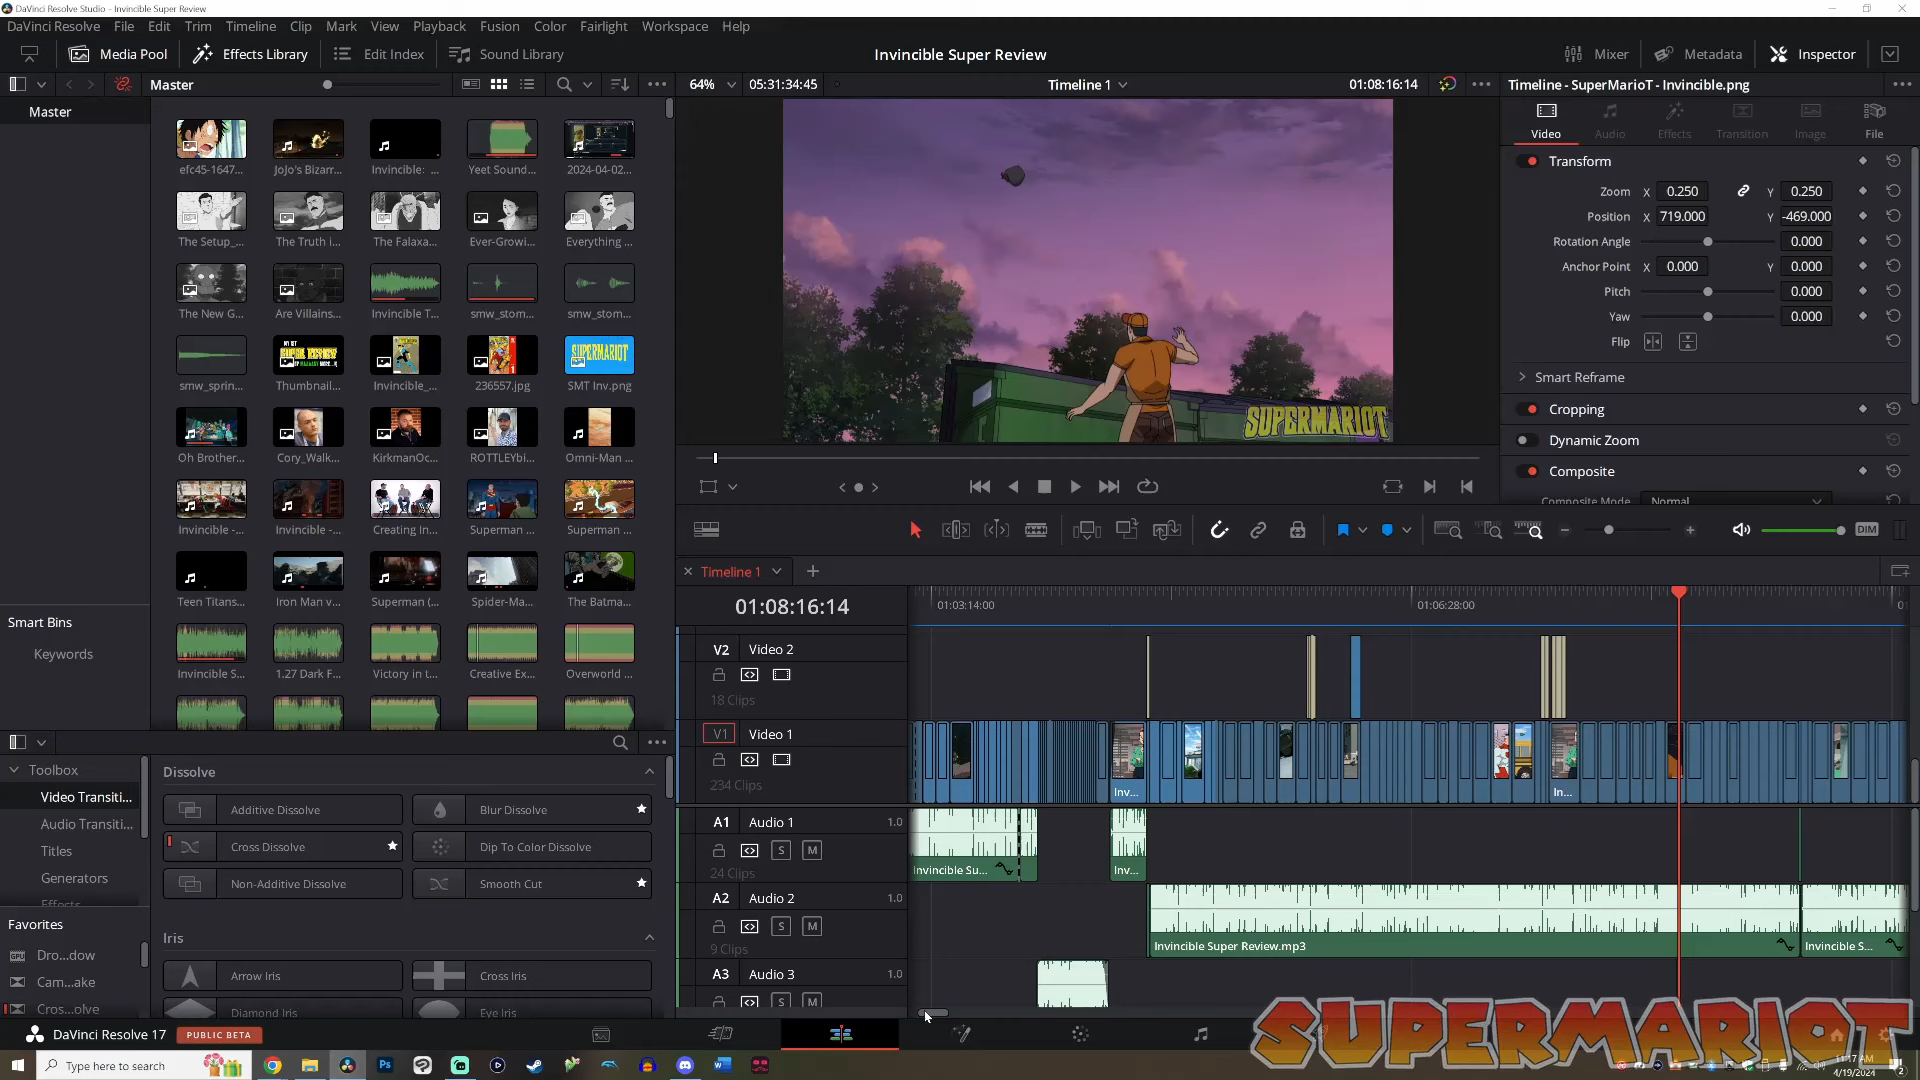 DaVinci Resolve Studio - Invincible Super Review
DaVinci Resolve File Edit Trim Timeline Clip Mark View Playback Fusion Color Fairlight Workspace Help
Media Pool Effects Library Edit Index Sound Library Invincible Super Review Mixer Metadata Inspector
Master 64% 05:31:34:45 Timeline 1 01:08:16:14 Timeline - SuperMarioT - Invincible.png
Master
Video Audio Effects Transition Image File
efc45-1647... JoJo's Bizarr... Invincible: ... Yeet Sound... 2024-04-02...
The Setup_... The Truth i... The Falaxa... Ever-Growi... Everything ...
The New G... Are Villains... Invincible T... smw_stom... smw_stom...
SUPER REVIEW
SUPERMARIOT
smw_sprin... Thumbnail... Invincible_... 236557.jpg SMT Inv.png
Oh Brother... Cory_Walk... KirkmanOc... ROTTLEYbi... Omni-Man ...
Invincible -... Invincible -... Creating In... Superman ... Superman ...
Teen Titans... Iron Man v... Superman (... Spider-Ma... The Batma...
Invincible S... 1.27 Dark F... Victory in t... Creative Ex... Overworld ...
Smart Bins
Keywords
SUPERMARIOT
Transform
Zoom X 0.250 Y 0.250
Position X 719.000 Y -469.000
Rotation Angle 0.000
Anchor Point X 0.000 Y 0.000
Pitch 0.000
Yaw 0.000
Flip
Smart Reframe
Cropping
Dynamic Zoom
Composite
Composite Mode Normal
DIM
Timeline 1
01:08:16:14 01:03:14:00 01:06:28:00
V2 Video 2
18 Clips
V1 Video 1
234 Clips
Inv... In...
A1 Audio 1 1.0
S M
24 Clips
Invincible Su... Inv...
A2 Audio 2 1.0
S M
9 Clips
Invincible Super Review.mp3 Invincible S...
A3 Audio 3 1.0
S M
Toolbox
Video Transiti...
Audio Transiti...
Titles
Generators
Effects
Favorites
Dro...dow
Cam...ake
Cros...olve
Dissolve
Additive Dissolve Blur Dissolve
Cross Dissolve Dip To Color Dissolve
Non-Additive Dissolve Smooth Cut
Iris
Arrow Iris Cross Iris
Diamond Iris Eye Iris
DaVinci Resolve 17 PUBLIC BETA
SUPERMARIOT
Type here to search
Ps
11:17 AM
4/19/2024